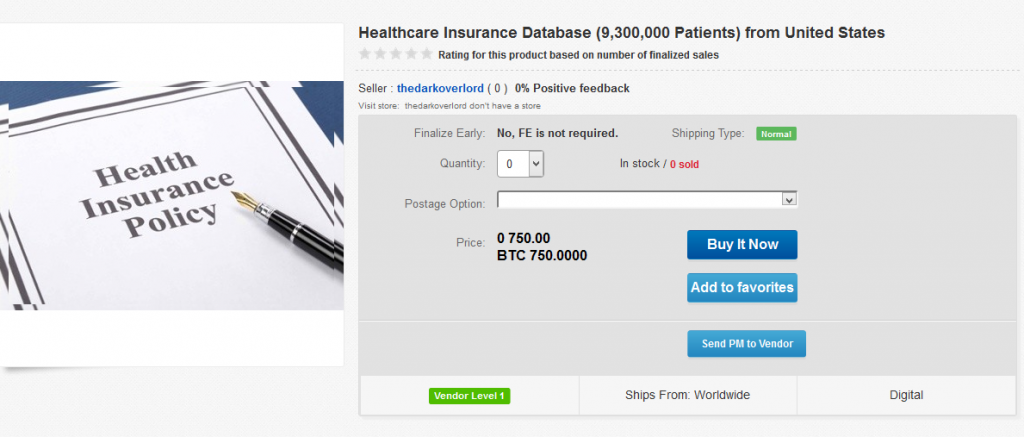 Healthcare Insurance Database (9,300,000 Patients) from United States
Rating for this product based on number of finalized sales
Seller : thedarkoverlord ( 0 ) 0% Positive feedback
Visit store: thedarkoverlord don't have a store
Health
Insurance
Policy
Finalize Early: No, FE is not required. Shipping Type: Normal
Quantity: 0 In stock / 0 sold
Postage Option:
Price: 0 750.00
BTC 750.0000
Buy It Now
Add to favorites
Send PM to Vendor
Vendor Level 1 Ships From: Worldwide Digital